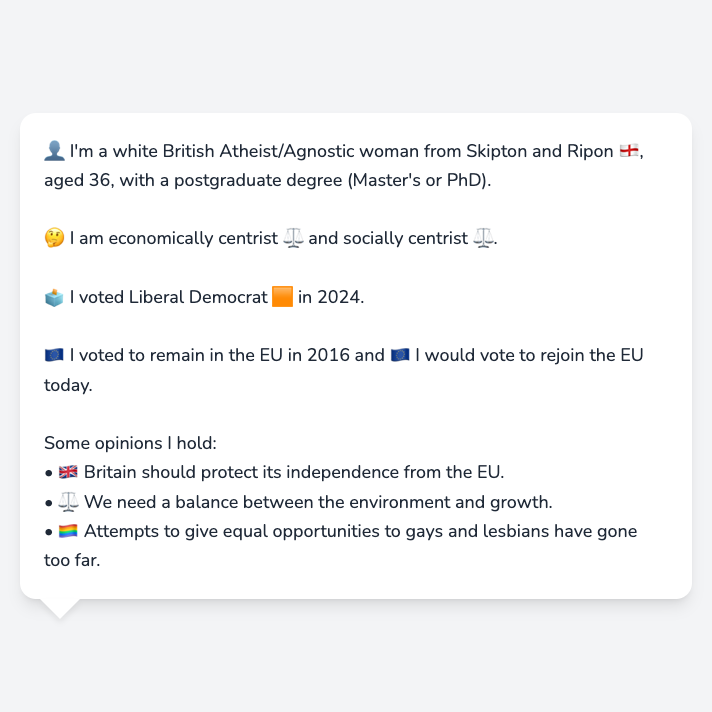 👤 I'm a white British Atheist/Agnostic woman from Skipton and Ripon 🏴󠁧󠁢󠁥󠁮󠁧󠁿,
aged 36, with a postgraduate degree (Master's or PhD).
🤔 I am economically centrist ⚖️ and socially centrist ⚖️.
🗳️ I voted Liberal Democrat 🟧 in 2024.
🇪🇺 I voted to remain in the EU in 2016 and 🇪🇺 I would vote to rejoin the EU
today.
Some opinions I hold:
• 🇬🇧 Britain should protect its independence from the EU.
• ⚖️ We need a balance between the environment and growth.
• 🏳️‍🌈 Attempts to give equal opportunities to gays and lesbians have gone
too far.